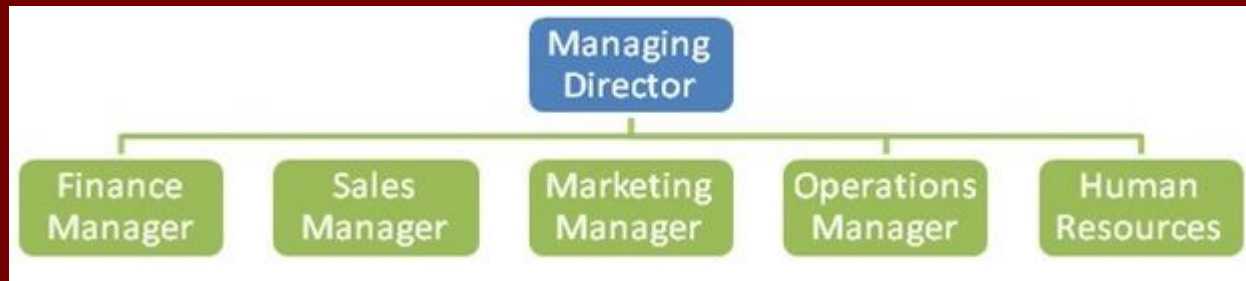 Managing
Director
Finance
Manager
Sales
Manager
Marketing
Manager
Operations
Manager
Human
Resources